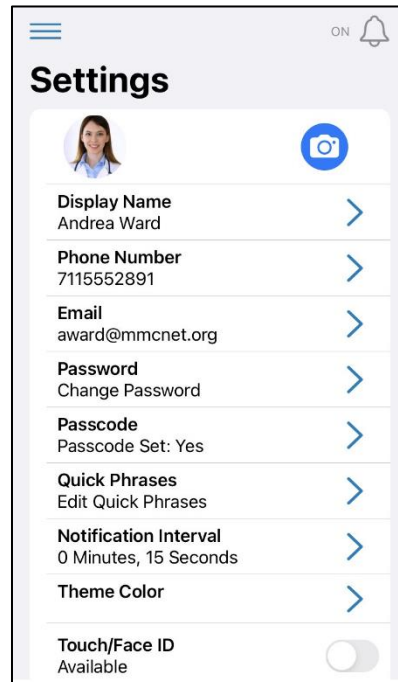 ON
Settings
Display Name
Andrea Ward
Phone Number
7115552891
Email
award@mmcnet.org
Password
Change Password
Passcode
Passcode Set: Yes
Quick Phrases
Edit Quick Phrases
Notification Interval
0 Minutes, 15 Seconds
Theme Color
Touch/Face ID
Available